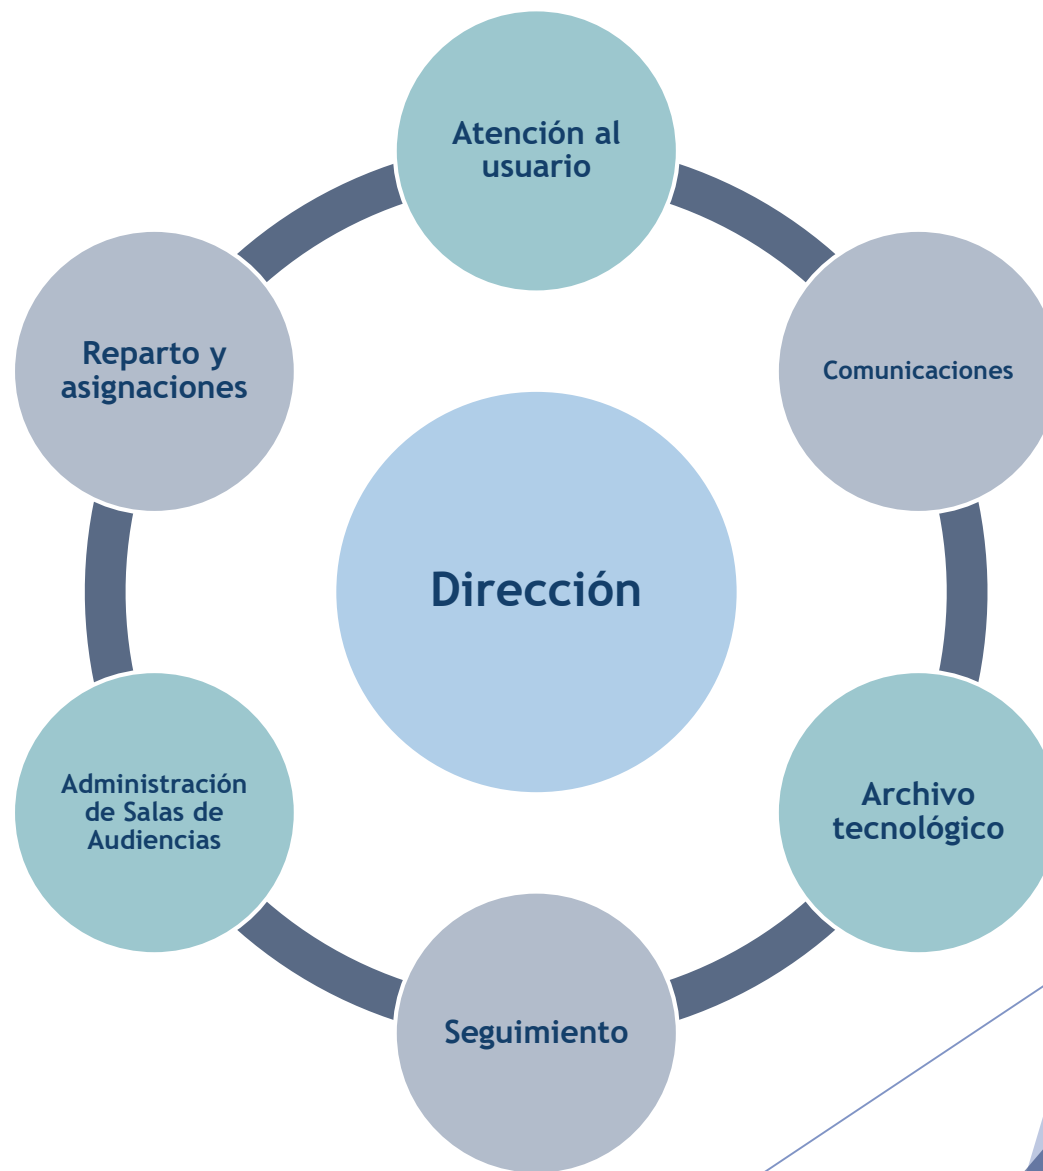 Atención al
usuario
Comunicaciones
Archivo
tecnológico
Seguimiento
Administración
de Salas de
Audiencias
Reparto y
asignaciones
Dirección